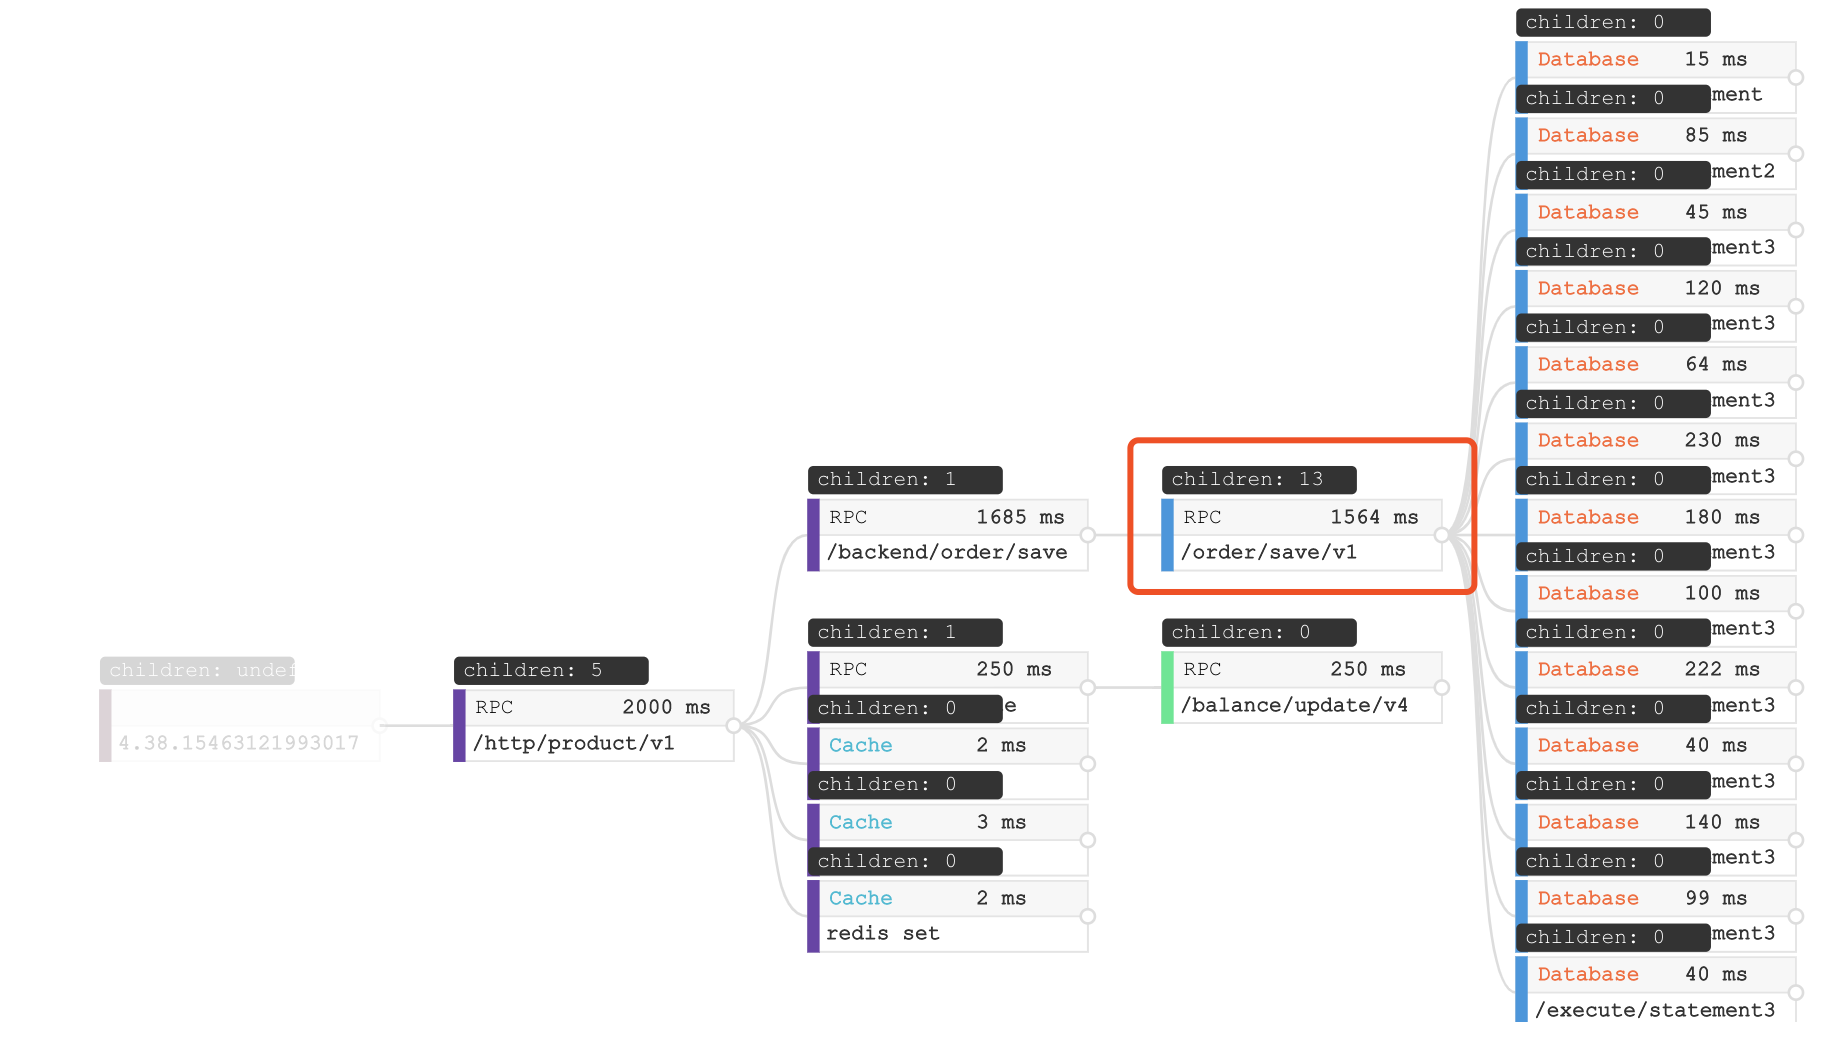 children: undef
4.38.15463121993017
children: 5
RPC 2000 ms
/http/product/v1
children: 1
RPC 1685 ms
/backend/order/save
children: 1
RPC 250 ms
e
children: 0
Cache 2 ms
children: 0
Cache 3 ms
children: 0
Cache 2 ms
redis set
children: 13
RPC 1564 ms
/order/save/v1
children: 0
RPC 250 ms
/balance/update/v4
children: 0
Database 15 ms
children: 0 ment
Database 85 ms
children: 0 ment2
Database 45 ms
children: 0 ment3
Database 120 ms
children: 0 ment3
Database 64 ms
children: 0 ment3
Database 230 ms
children: 0 ment3
Database 180 ms
children: 0 ment3
Database 100 ms
children: 0 ment3
Database 222 ms
children: 0 ment3
Database 40 ms
children: 0 ment3
Database 140 ms
children: 0 ment3
Database 99 ms
children: 0 ment3
Database 40 ms
/execute/statement3